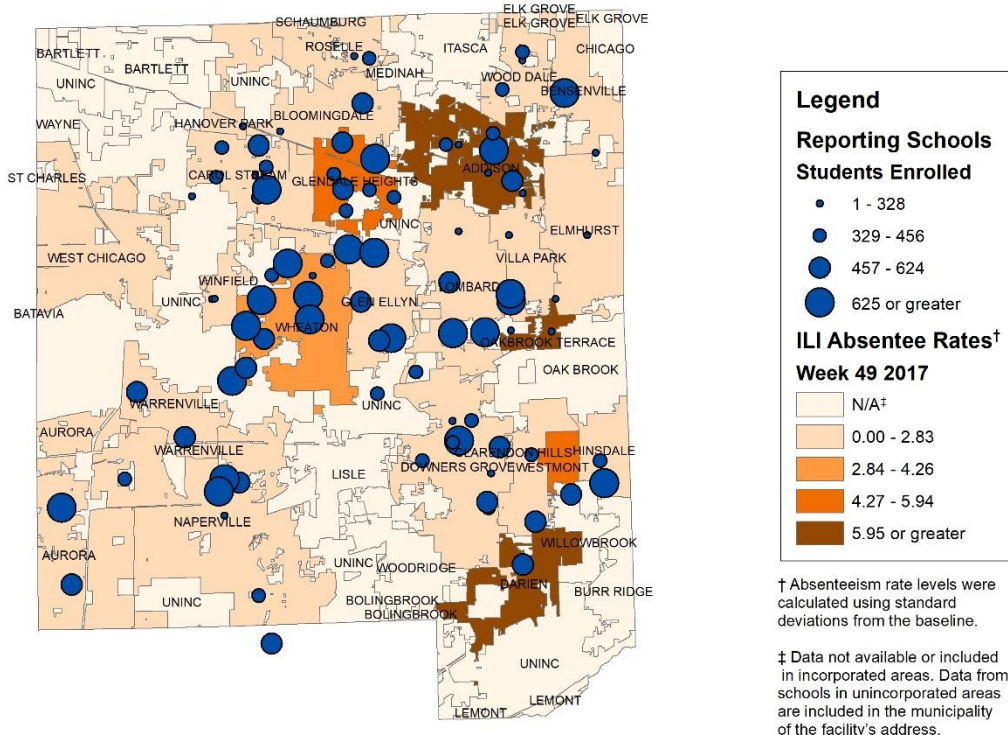 ELK GROVE
ELK GROVE
ELK GROVE
SCHAUMBURG
ROSELLE
ITASCA
CHICAGO
BARTLETT
BARTLETT
MEDINAH
UNINC
UNINC
WOOD DALE
BENSENVILLE
WAYNE
HANOVER PARK
BLOOMINGDALE
ST CHARLES
CAROL STREAM
GLENDALE HEIGHTS
ADDISON
UNINC
ELMHURST
WEST CHICAGO
VILLA PARK
WINFIELD
LOMBARD
UNINC
GLEN ELLYN
BATAVIA
WHEATON
OAKBROOK TERRACE
OAK BROOK
WARRENVILLE
UNINC
AURORA
WARRENVILLE
CLARENDON HILLS
HINSDALE
LISLE
DOWNERS GROVE
WESTMONT
NAPERVILLE
WILLOWBROOK
AURORA
UNINC
WOODRIDGE
DARIEN
UNINC
BOLINGBROOK
BOLINGBROOK
BURR RIDGE
UNINC
LEMONT
LEMONT
Legend
Reporting Schools
Students Enrolled
1 - 328
329 - 456
457 - 624
625 or greater
ILI Absentee Rates†
Week 49 2017
N/A‡
0.00 - 2.83
2.84 - 4.26
4.27 - 5.94
5.95 or greater
† Absenteeism rate levels were
calculated using standard
deviations from the baseline.
‡ Data not available or included
in incorporated areas. Data from
schools in unincorporated areas
are included in the municipality
of the facility's address.